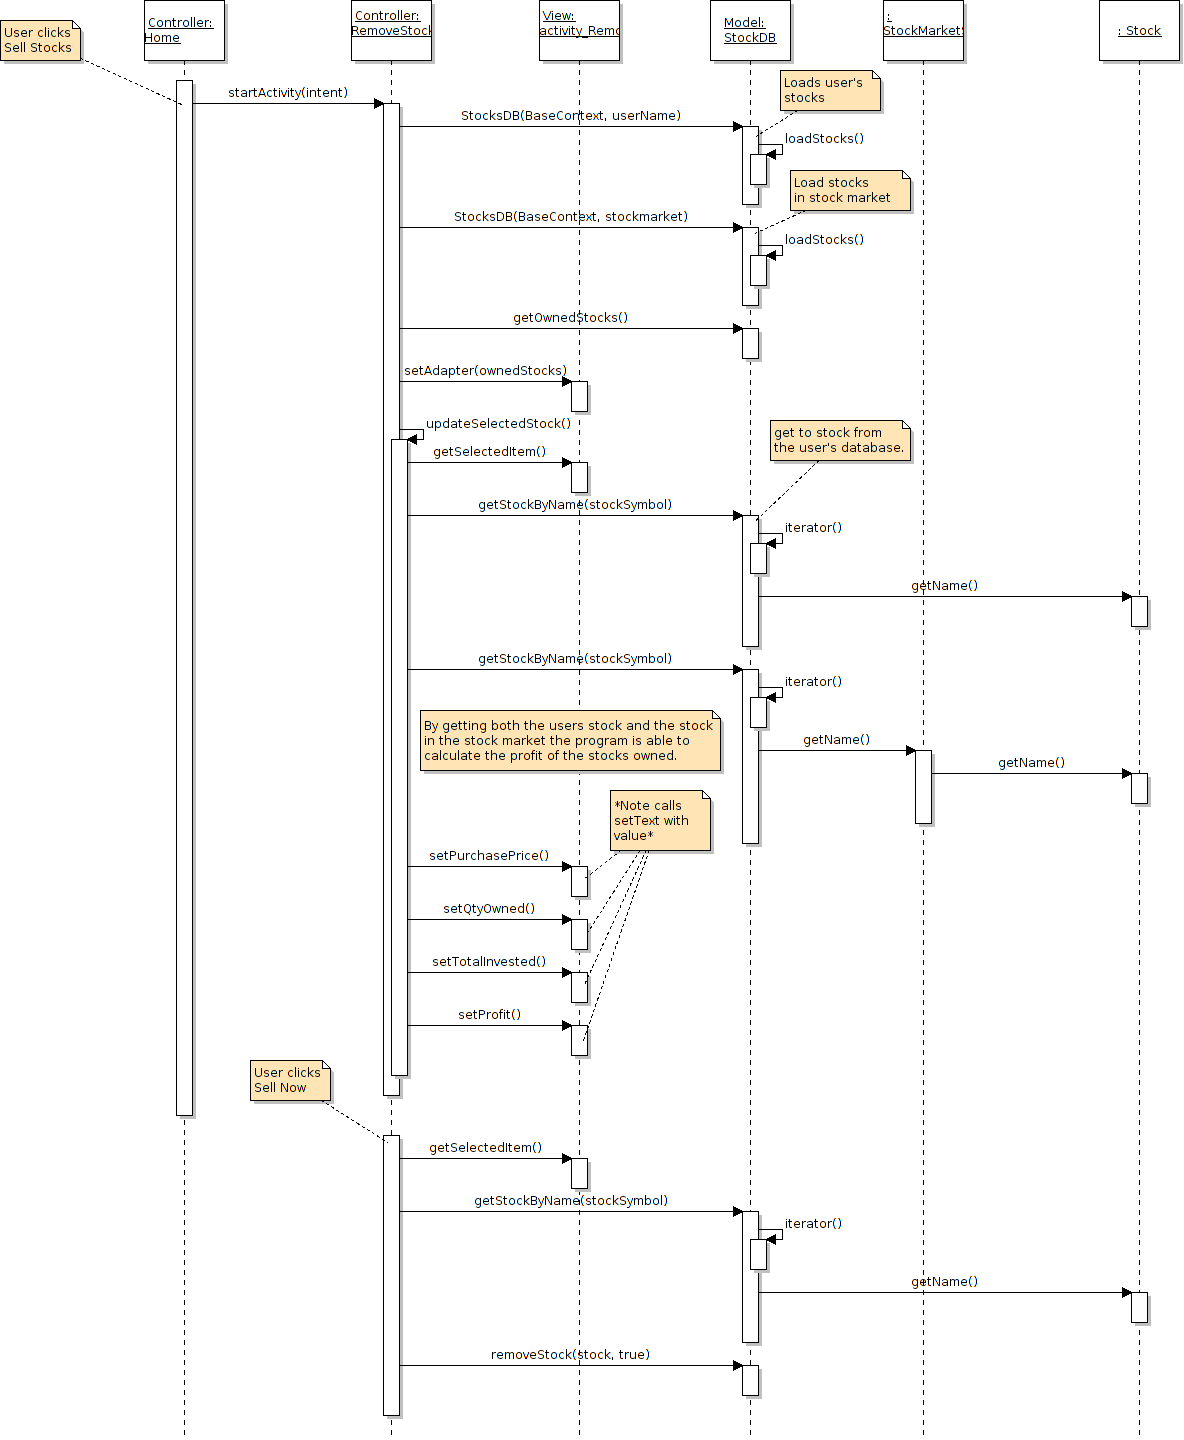 Controller:
Home
Controller:
RemoveStock
View:
activity_Remo
Model:
StockDB
:
StockMarketS
: Stock
User clicks
Sell Stocks
startActivity(intent)
Loads user's
stocks
StocksDB(BaseContext, userName)
loadStocks()
Load stocks
in stock market
StocksDB(BaseContext, stockmarket)
loadStocks()
getOwnedStocks()
setAdapter(ownedStocks)
updateSelectedStock()
getSelectedItem()
get to stock from
the user's database.
getStockByName(stockSymbol)
iterator()
getName()
getStockByName(stockSymbol)
iterator()
By getting both the users stock and the stock
in the stock market the program is able to
calculate the profit of the stocks owned.
getName()
getName()
*Note calls
setText with
value*
setPurchasePrice()
setQtyOwned()
setTotalInvested()
setProfit()
User clicks
Sell Now
getSelectedItem()
getStockByName(stockSymbol)
iterator()
getName()
removeStock(stock, true)